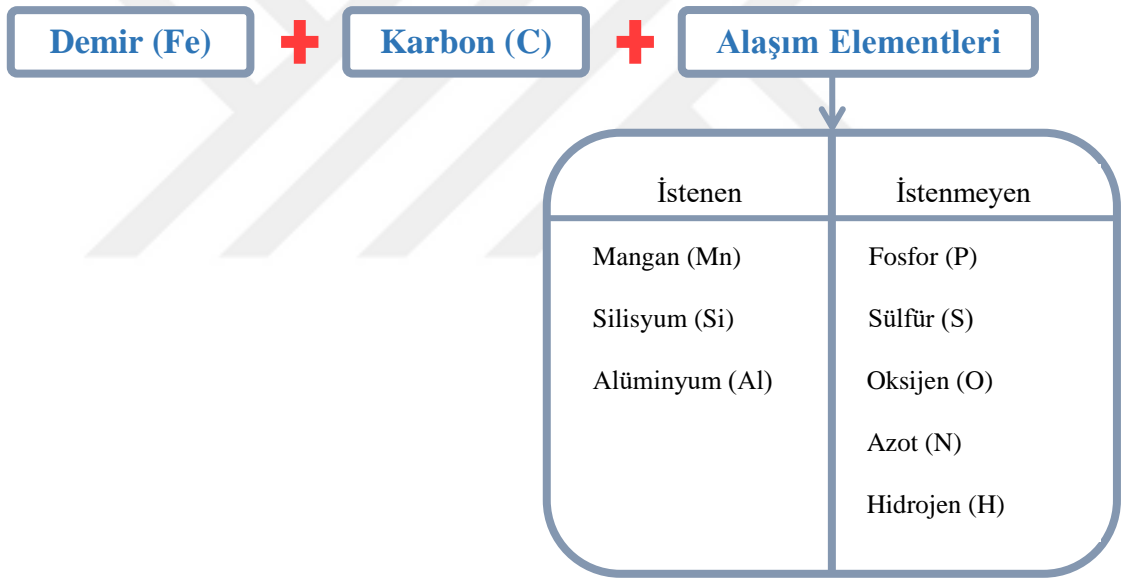 Demir (Fe) + Karbon (C) + Alaşım Elementleri
İstenen İstenmeyen
Mangan (Mn) Fosfor (P)
Silisyum (Si) Sülfür (S)
Alüminyum (Al) Oksijen (O)
Azot (N)
Hidrojen (H)